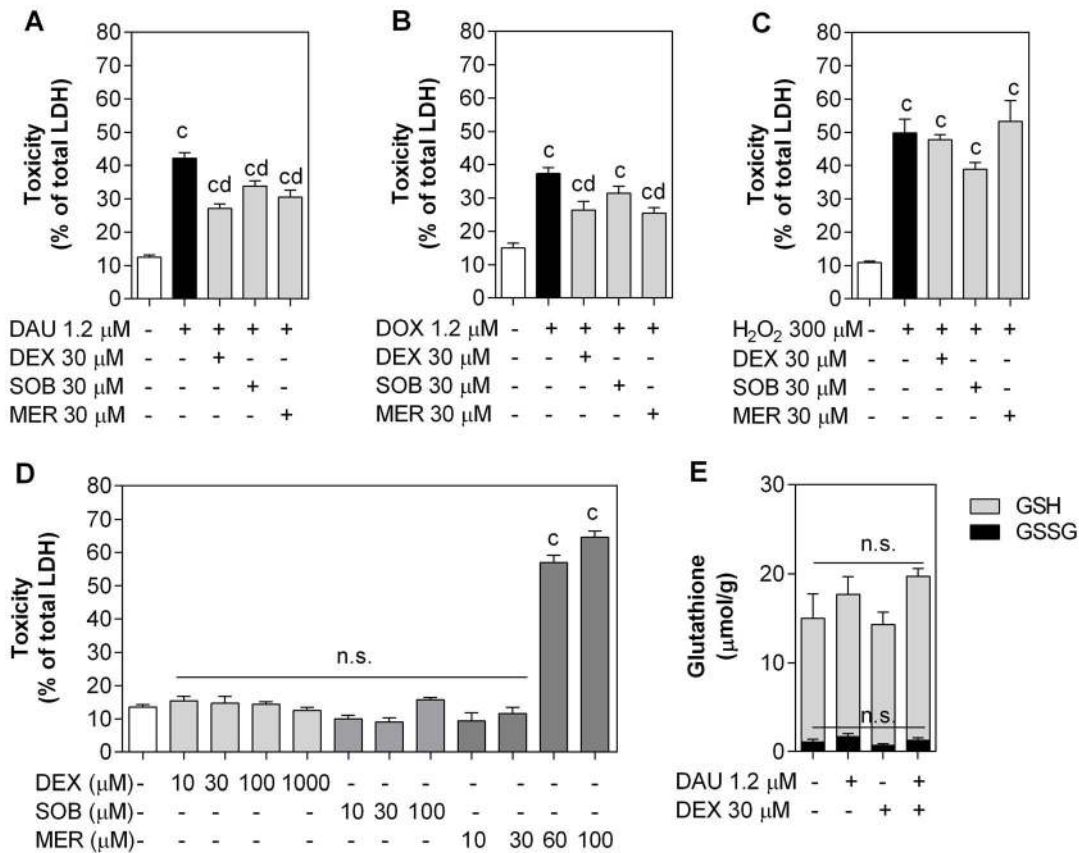 A
Toxicity
(% of total LDH)
80
70
60
50
40
30
20
10
0
c
cd
cd
cd
DAU 1.2 μM - + + + +
DEX 30 μM - - + - -
SOB 30 μM - - - + -
MER 30 μM - - - - +
B
Toxicity
(% of total LDH)
80
70
60
50
40
30
20
10
0
c
cd
c
cd
DOX 1.2 μM - + + + +
DEX 30 μM - - + - -
SOB 30 μM - - - + -
MER 30 μM - - - - +
C
Toxicity
(% of total LDH)
80
70
60
50
40
30
20
10
0
c
c
c
c
H₂O₂ 300 μM - + + + +
DEX 30 μM - - + - -
SOB 30 μM - - - + -
MER 30 μM - - - - +
D
Toxicity
(% of total LDH)
80
70
60
50
40
30
20
10
0
n.s.
c
c
DEX (μM) - 10 30 100 1000 - - - - - - -
SOB (μM) - - - - - 10 30 100 - - - -
MER (μM) - - - - - - - - 10 30 60 100
E
Glutathione
(μmol/g)
30
20
10
0
n.s.
n.s.
GSH
GSSG
DAU 1.2 μM - + - +
DEX 30 μM - - + +